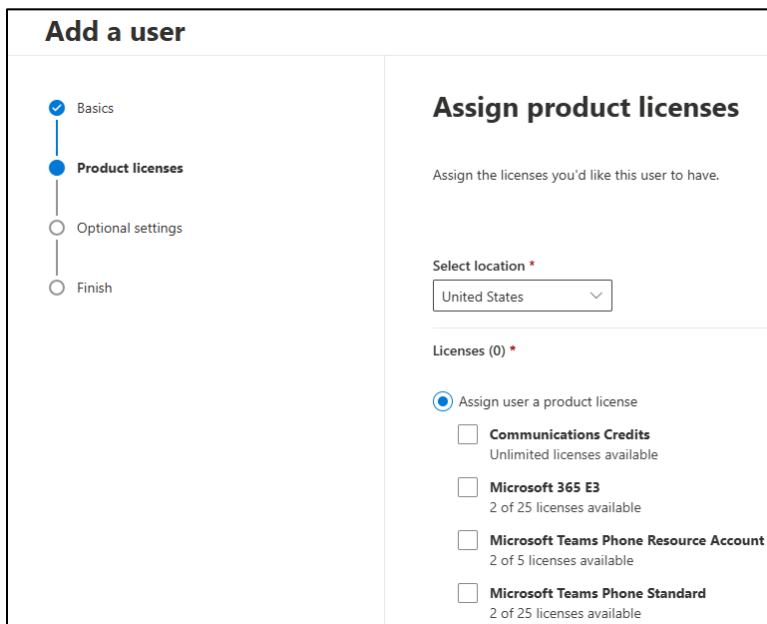 Add a user
Basics
Product licenses
Optional settings
Finish
Assign product licenses
Assign the licenses you'd like this user to have.
Select location *
United States
Licenses (0) *
Assign user a product license
Communications Credits
Unlimited licenses available
Microsoft 365 E3
2 of 25 licenses available
Microsoft Teams Phone Resource Account
2 of 5 licenses available
Microsoft Teams Phone Standard
2 of 25 licenses available